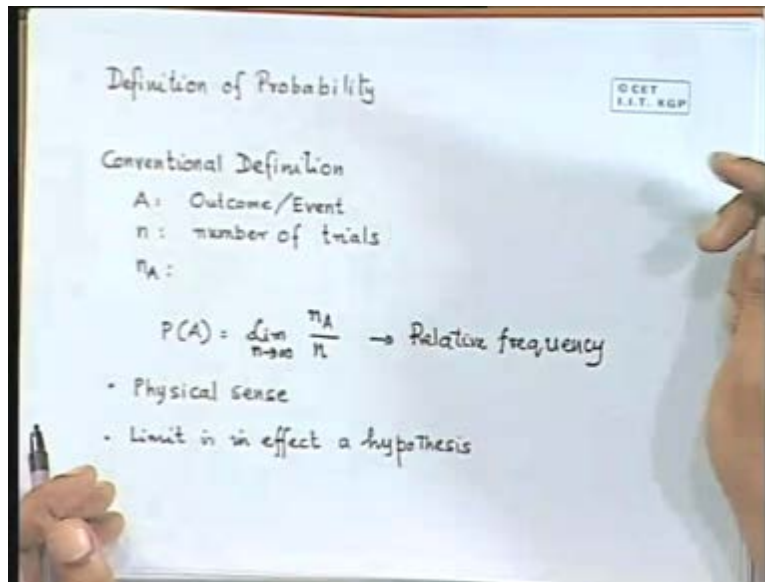 Definition of Probability
© CET
I.I.T. KGP
Conventional Definition
A: Outcome/Event
n: number of trials
nA:
P(A) = Lim n→∞ nA/n → Relative frequency
• Physical sense
• Limit is in effect a hypothesis